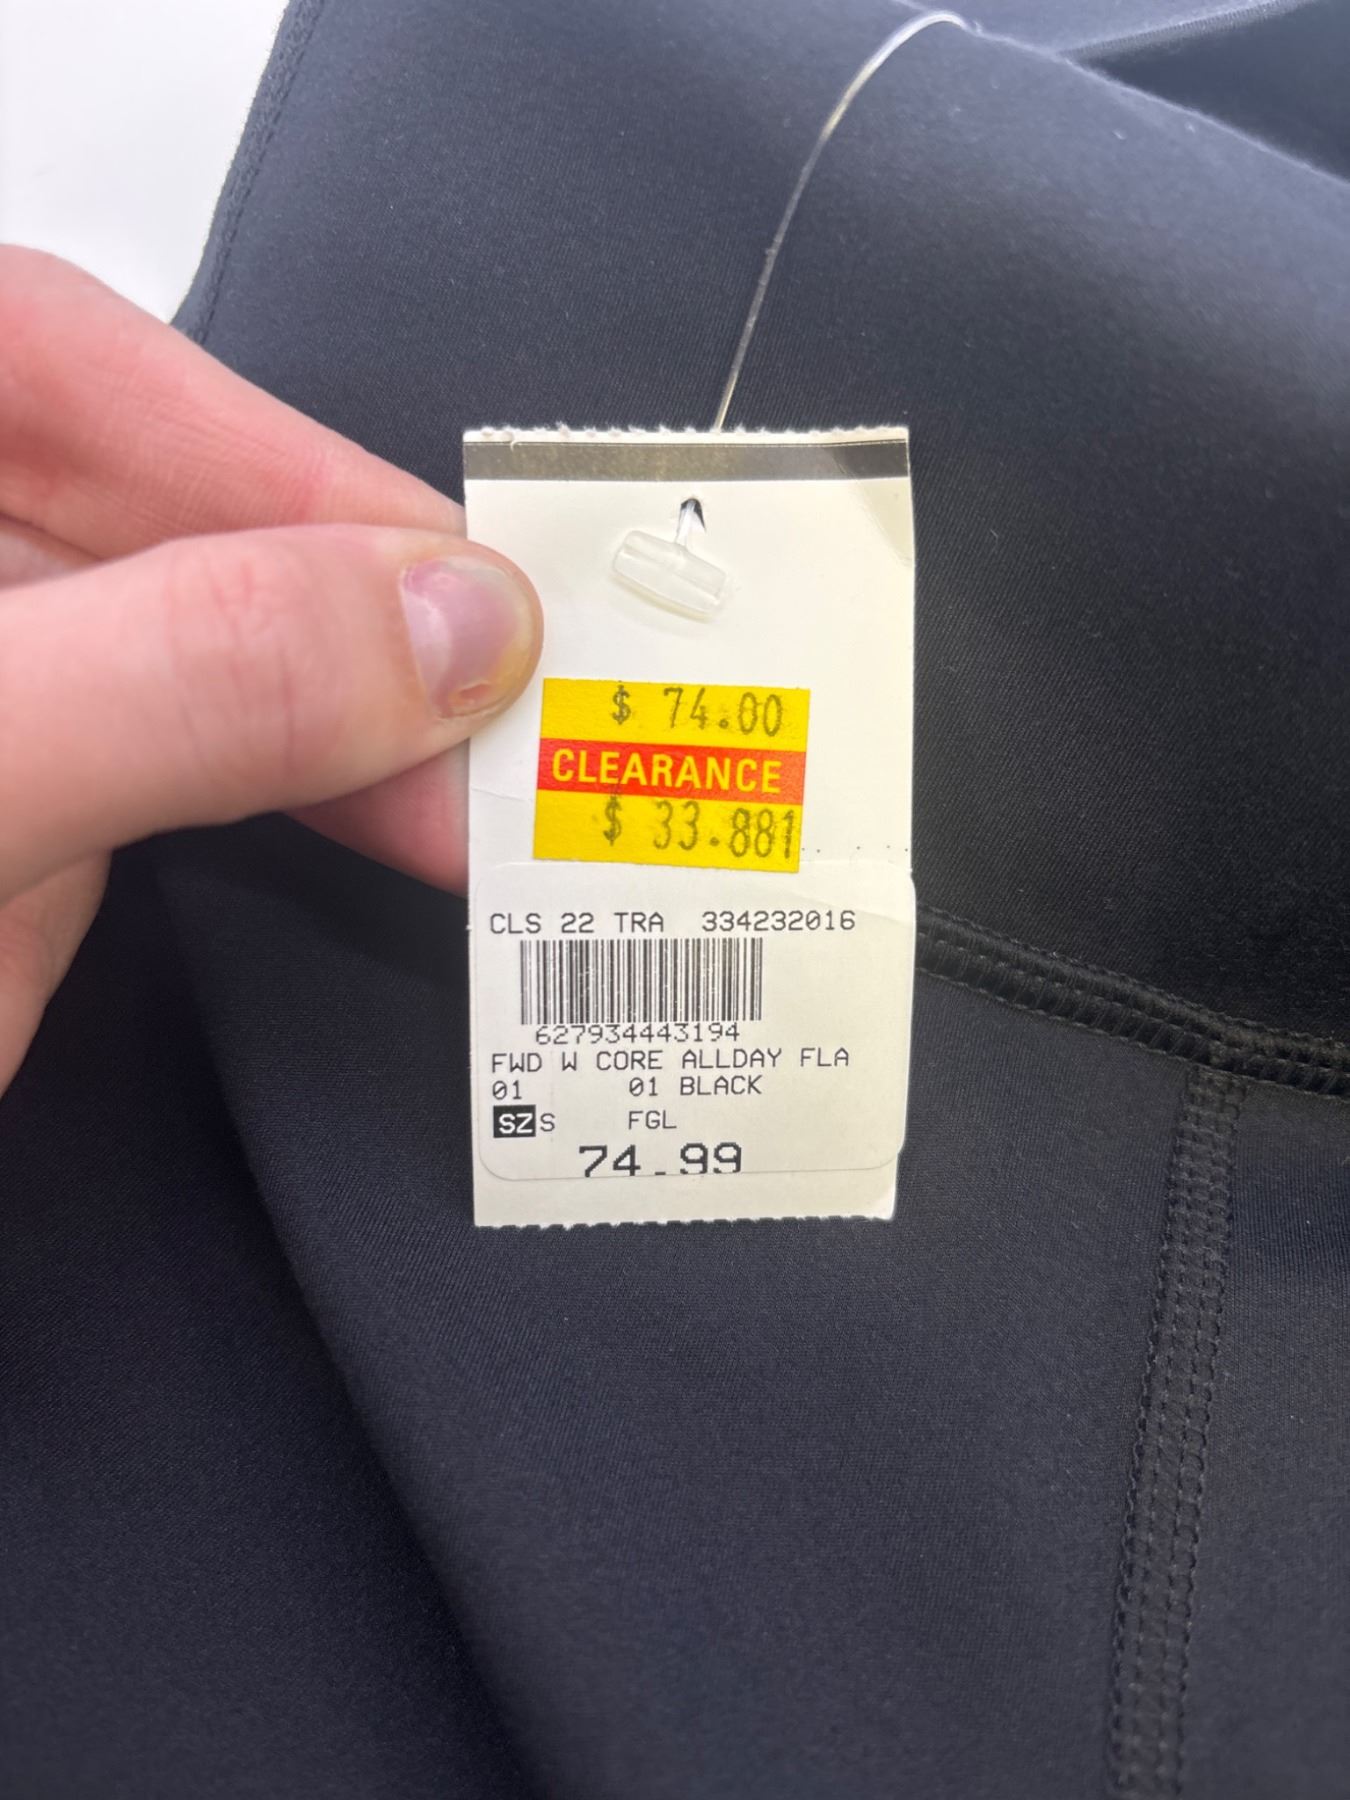 $ 74.00
CLEARANCE
$ 33.881
CLS 22 TRA 334232016
627934443194
FWD W CORE ALLDAY FLA
01 01 BLACK
SZ S FGL
74.99